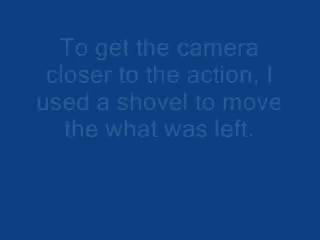 To get the camera
closer to the action, I
used a shovel to move
the what was left.